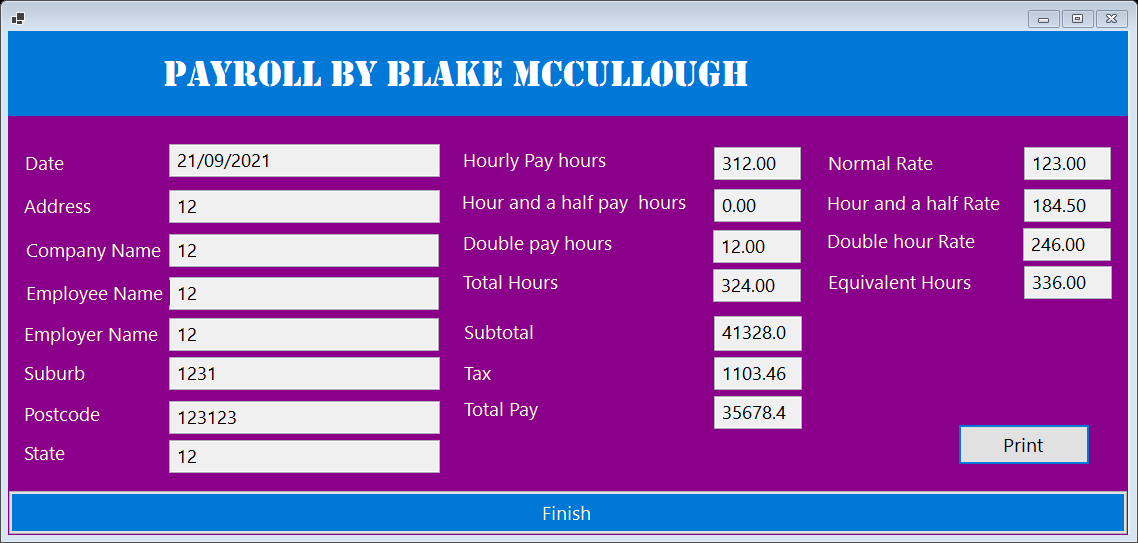 PAYROLL BY BLAKE MCCULLOUGH
Date 21/09/2021
Address 12
Company Name 12
Employee Name 12
Employer Name 12
Suburb 1231
Postcode 123123
State 12
Hourly Pay hours 312.00
Hour and a half pay hours 0.00
Double pay hours 12.00
Total Hours 324.00
Subtotal 41328.0
Tax 1103.46
Total Pay 35678.4
Normal Rate 123.00
Hour and a half Rate 184.50
Double hour Rate 246.00
Equivalent Hours 336.00
Print
Finish